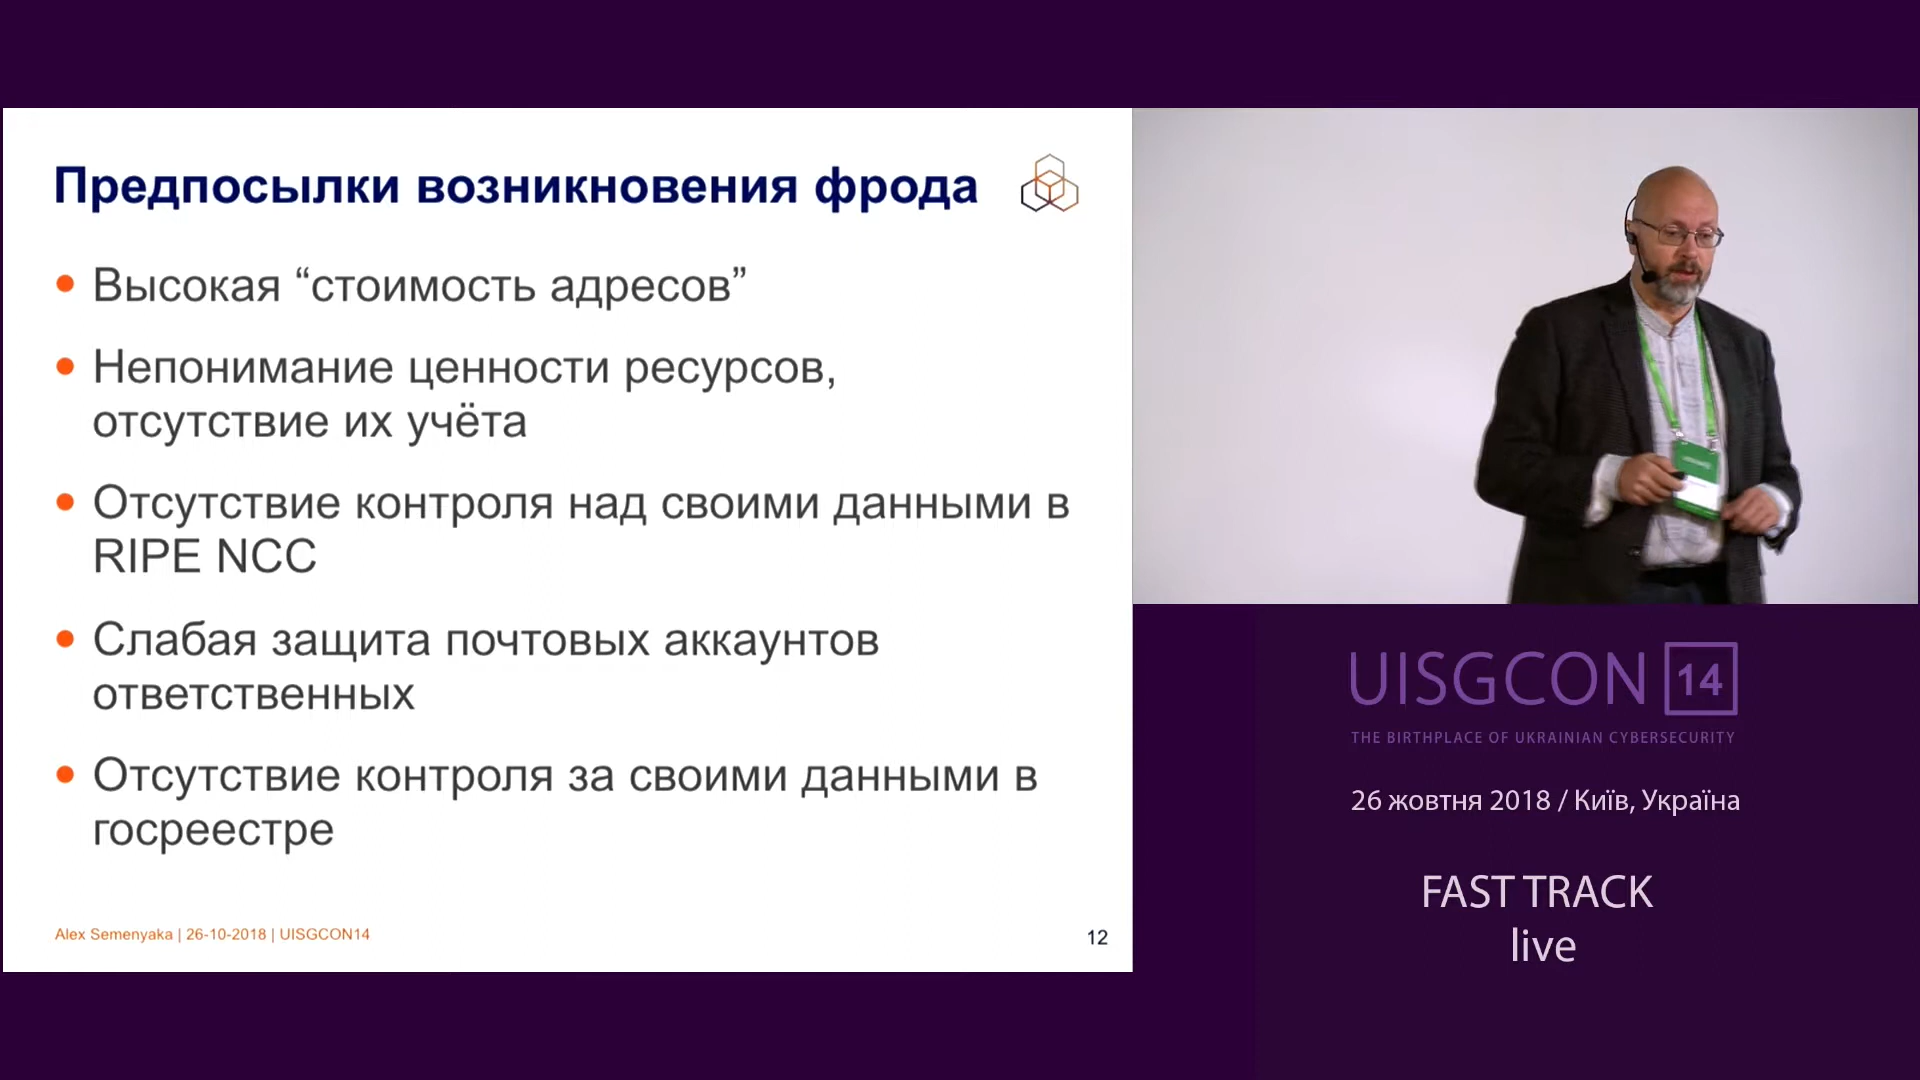 Предпосылки возникновения фрода
• Высокая “стоимость адресов”
• Непонимание ценности ресурсов,
отсутствие их учёта
• Отсутствие контроля над своими данными в
RIPE NCC
• Слабая защита почтовых аккаунтов
ответственных
• Отсутствие контроля за своими данными в
госреестре
Alex Semenyaka | 26-10-2018 | UISGCON14
12
UISGCON 14
THE BIRTHPLACE OF UKRAINIAN CYBERSECURITY
26 жовтня 2018 / Київ, Україна
FAST TRACK
live